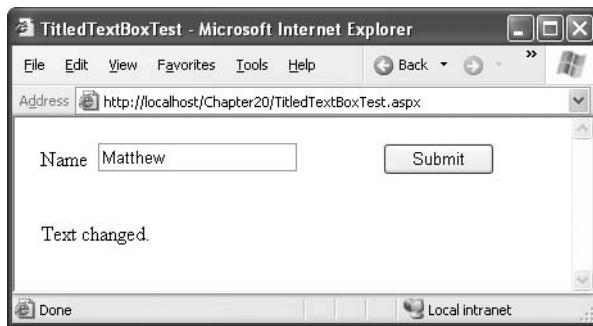 TitledTextBoxTest - Microsoft Internet Explorer
File Edit View Favorites Tools Help Back »
Address http://localhost/Chapter20/TitledTextBoxTest.aspx
Name Matthew Submit
Text changed.
Done Local intranet